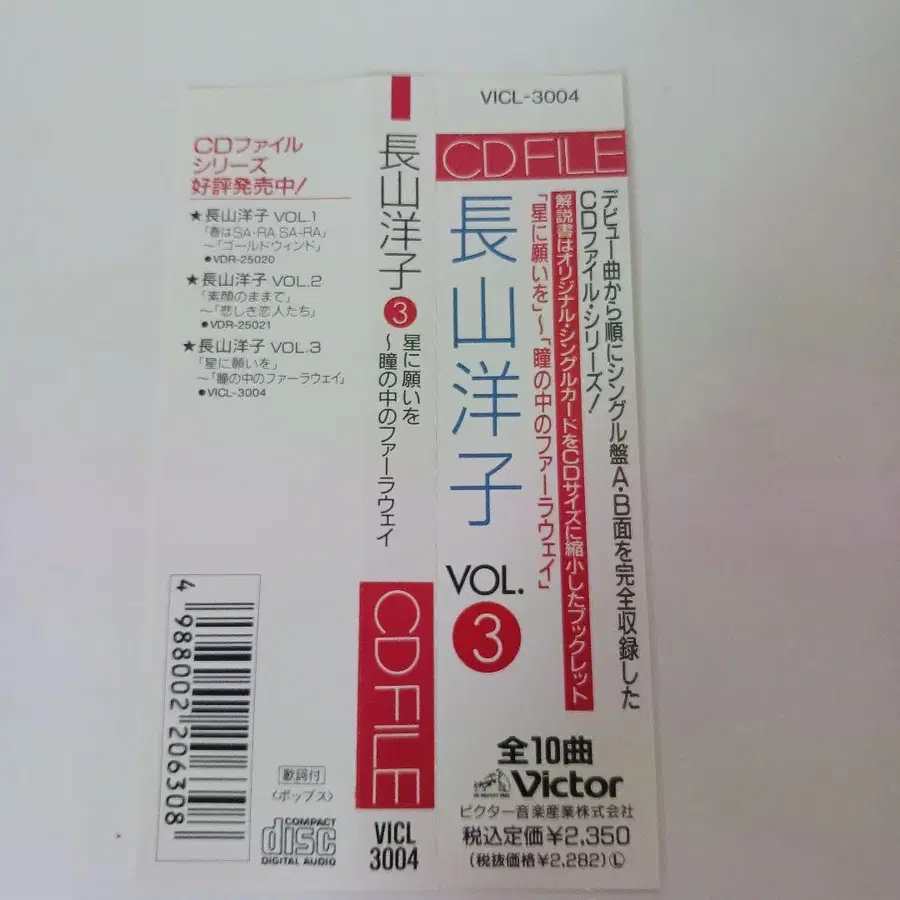 VICL-3004
CD FILE
デビュー曲から順にシングル盤A・B面を完全収録した
CDファイル・シリーズ!
解説書はオリジナル・シングルカードをCDサイズに縮小したブックレット
「星に願いを」〜「瞳の中のファーラウェイ」
長山洋子
VOL.
3
全10曲
Victor
ビクター音楽産業株式会社
税込定価¥2,350
(税抜価格¥2,282)Ⓛ
長山洋子 3 星に願いを
〜瞳の中のファーラウェイ
CD FILE
VICL
3004
CDファイル
シリーズ
好評発売中!
★長山洋子 VOL.1
「春はSA-RA SA-RA」
〜「ゴールドウィンド」
●VDR-25020
★長山洋子 VOL.2
「素顔のままで」
〜「悲しき恋人たち」
●VDR-25021
★長山洋子 VOL.3
「星に願いを」
〜「瞳の中のファーラウェイ」
●VICL-3004
4 988002 206308
歌詞付
〈ポップス〉
COMPACT
disc
DIGITAL AUDIO